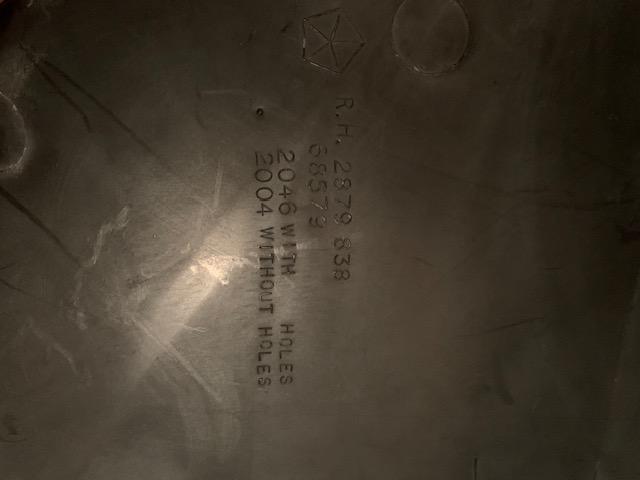 R.H. 2879 838
68579
2046 WITH HOLES
2004 WITHOUT HOLES